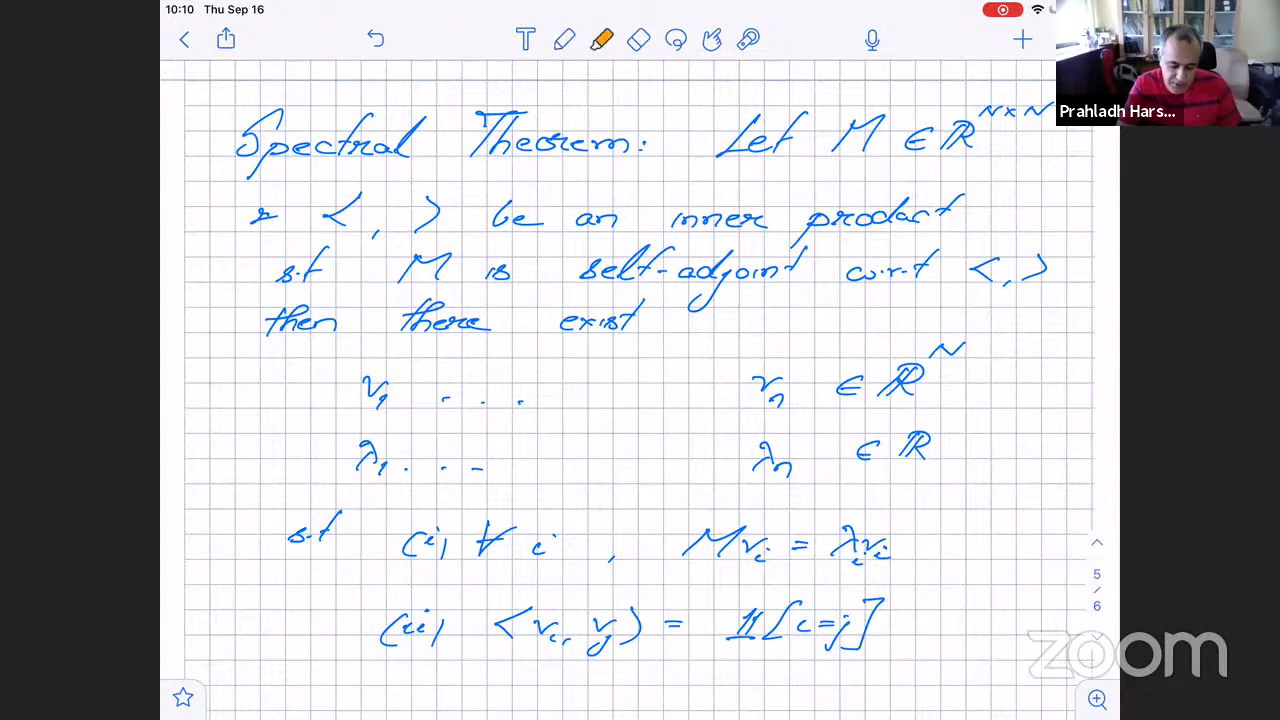 10:10 Thu Sep 16
Prahladh Hars...
Spectral Theorem: Let M ∈ ℝ^{N×N}
& < , > be an inner product
s.t M is self-adjoint w.r.t < , >
then there exist
v₁ . . . vₙ ∈ ℝ^N
λ₁ . . . λₙ ∈ ℝ
s.t (i) ∀ i , Mvᵢ = λᵢvᵢ
(ii) <vᵢ, vⱼ> = 𝟙[i=j]
5
/
6
zoom